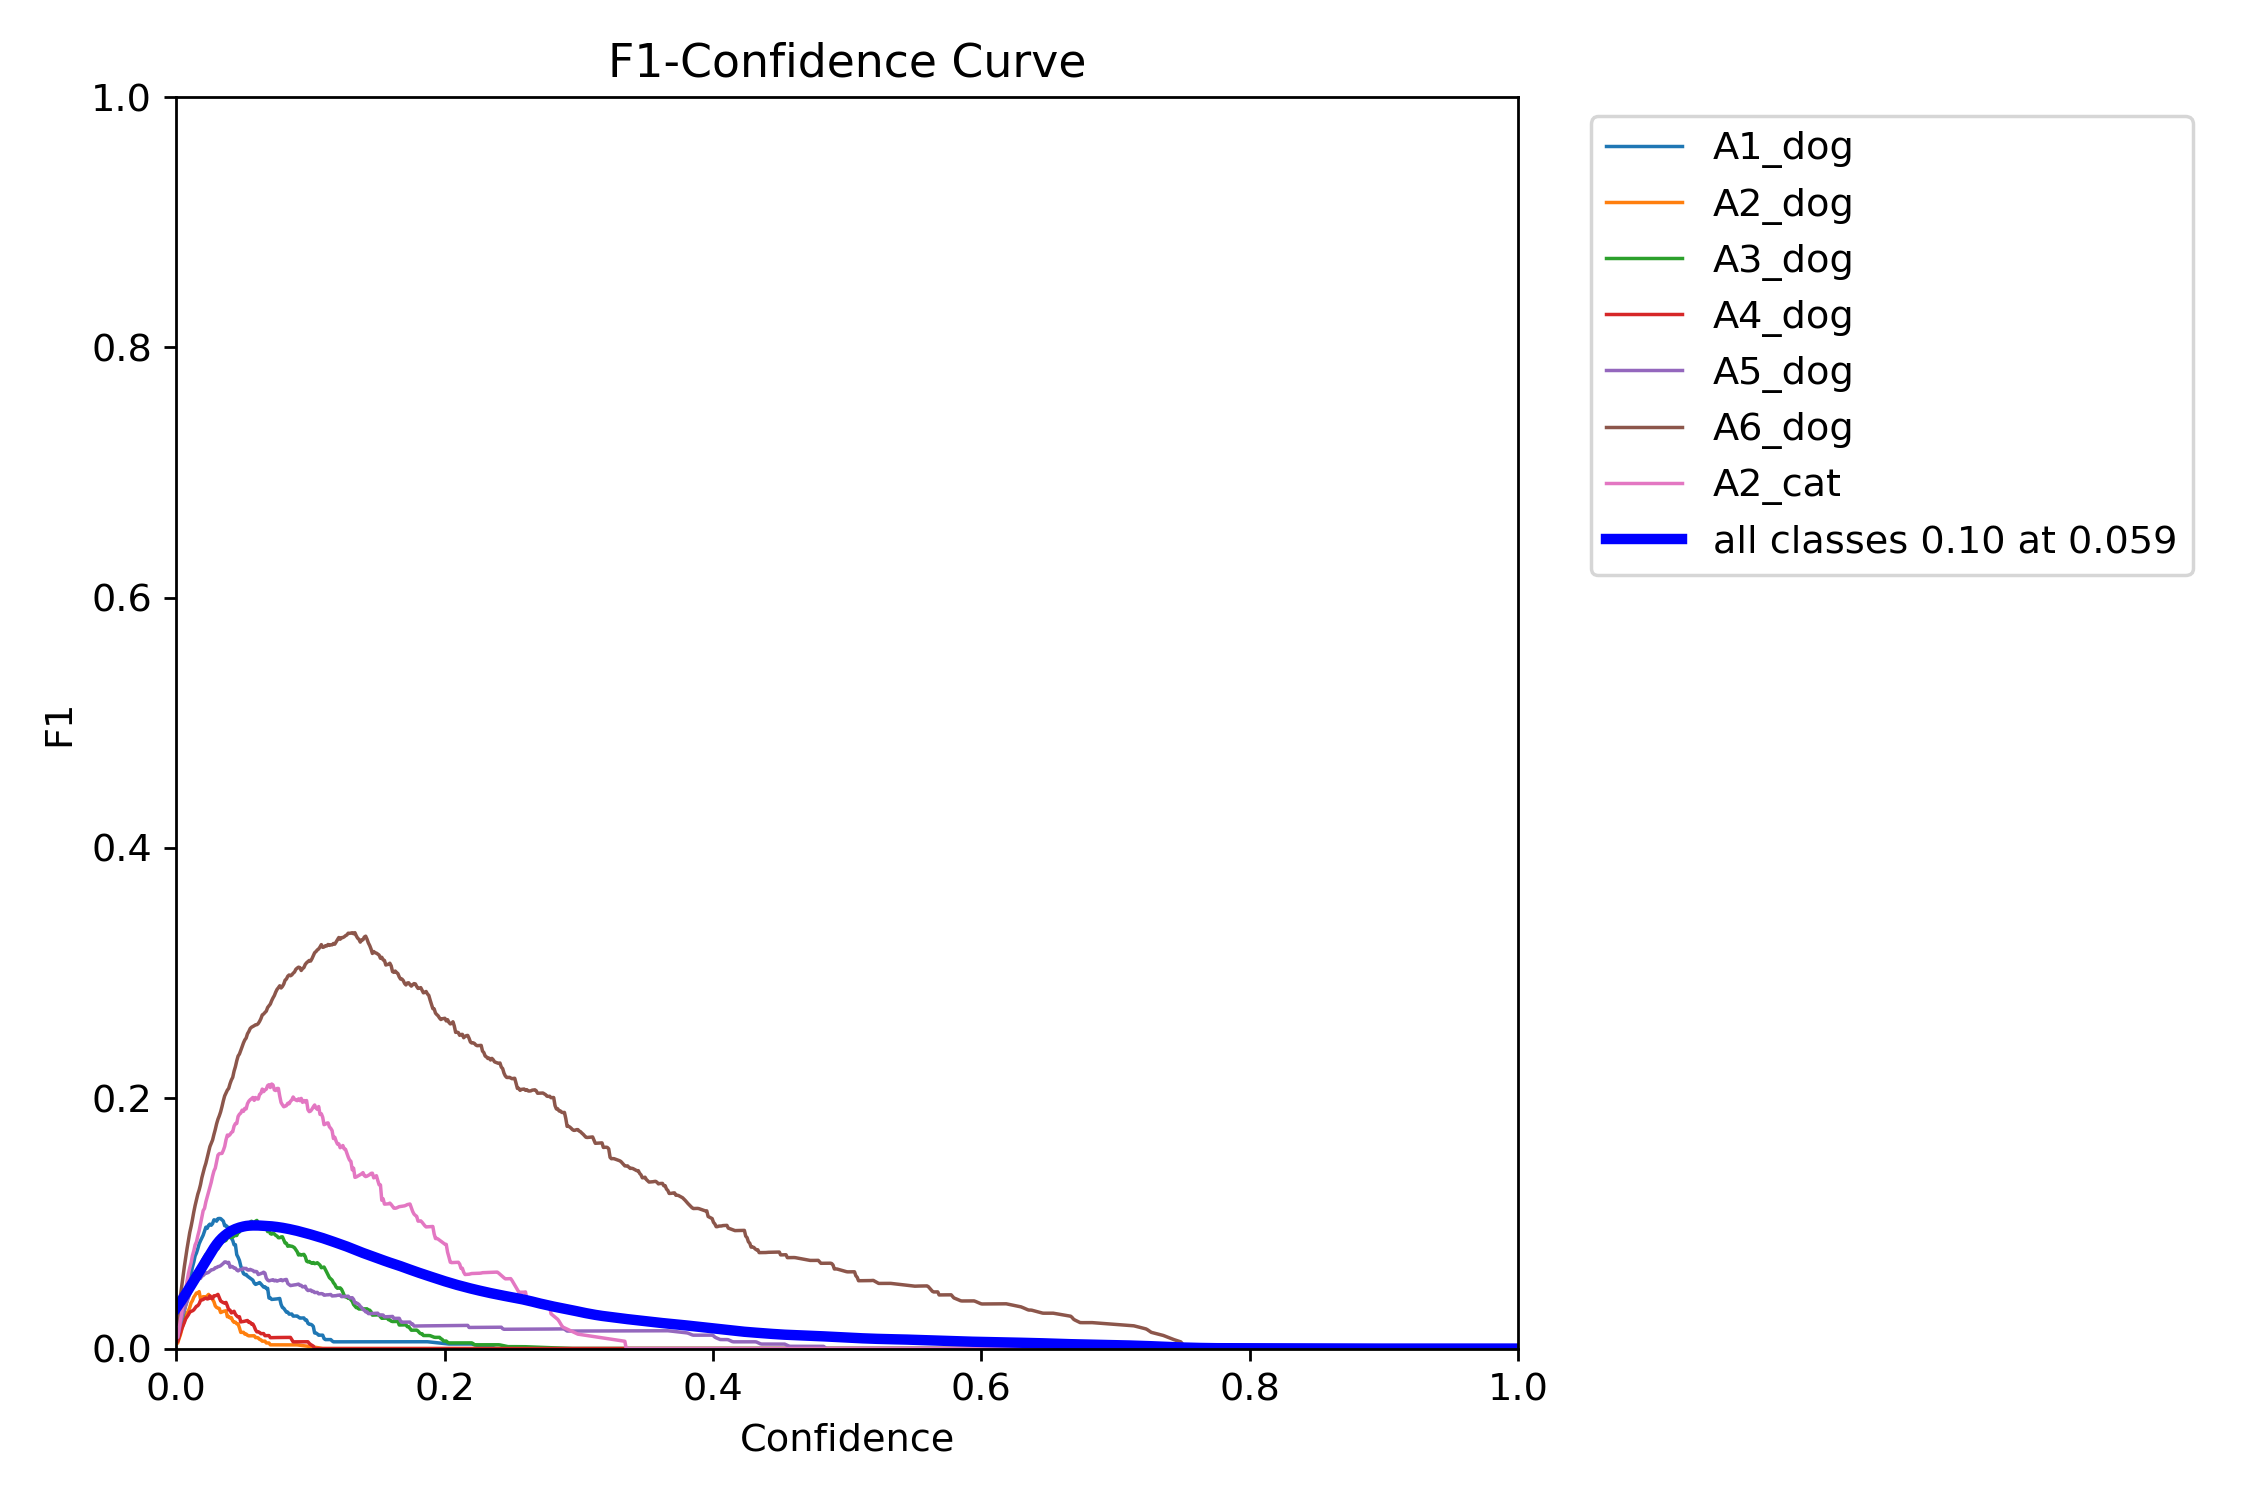 F1-Confidence Curve
1.0
0.8
0.6
0.4
0.2
0.0
F1
0.0 0.2 0.4 0.6 0.8 1.0
Confidence
A1_dog
A2_dog
A3_dog
A4_dog
A5_dog
A6_dog
A2_cat
all classes 0.10 at 0.059